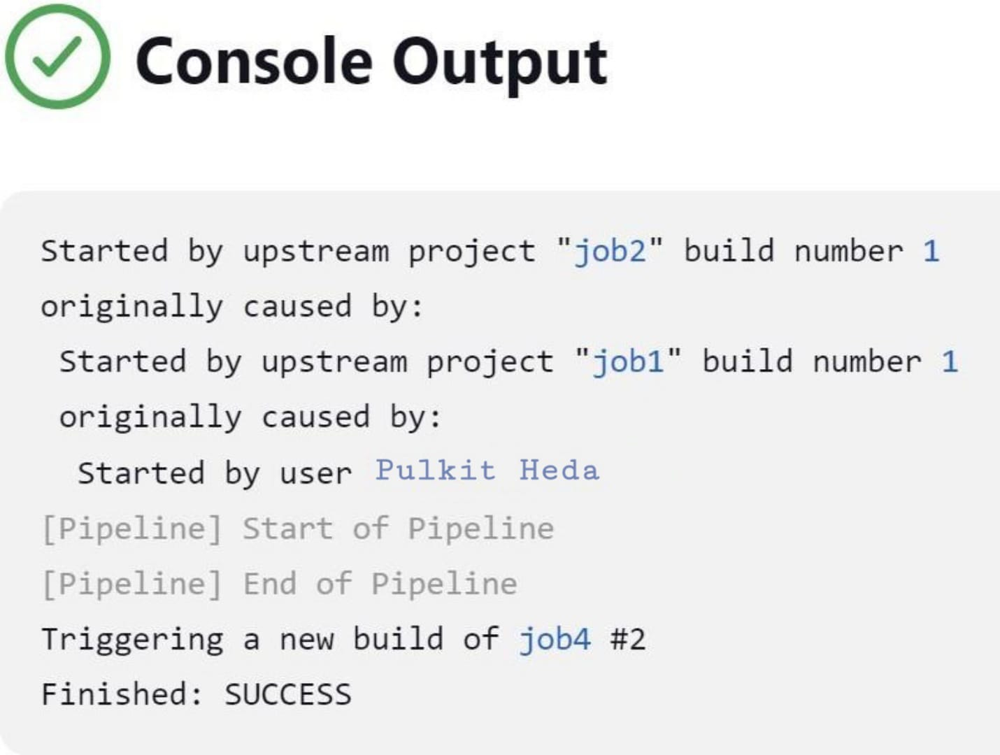 Console Output
Started by upstream project "job2" build number 1
originally caused by:
Started by upstream project "job1" build number 1
originally caused by:
Started by user Pulkit Heda
[Pipeline] Start of Pipeline
[Pipeline] End of Pipeline
Triggering a new build of job4 #2
Finished: SUCCESS